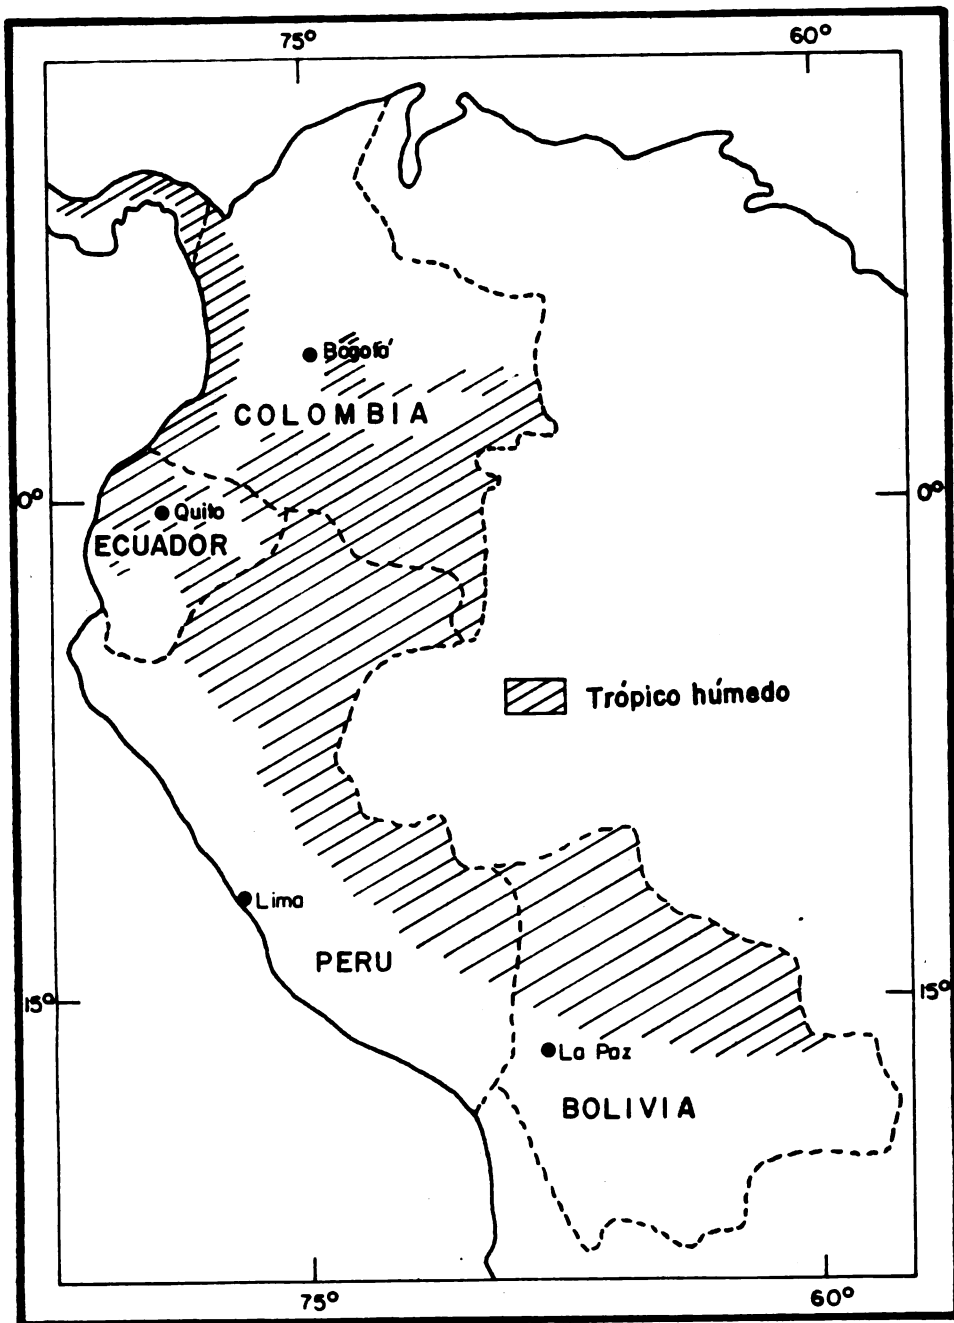 75° 60°
Bogotá
COLOMBIA
0° 0°
Quito
ECUADOR
Trópico húmedo
Lima
PERU
15° 15°
La Paz
BOLIVIA
75° 60°